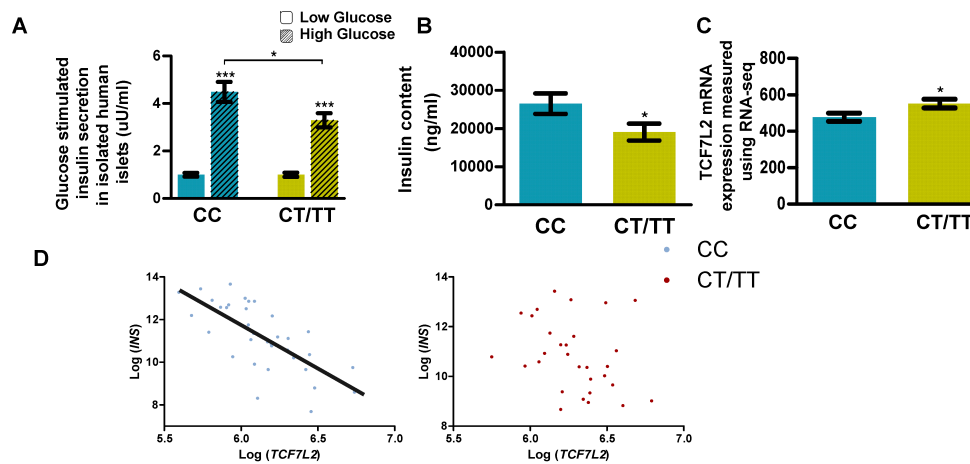 A
Low Glucose
High Glucose
Glucose stimulated
insulin secretion
in isolated human
islets (uU/ml)
6
4
2
0
***
*
***
CC
CT/TT
B
Insulin content
(ng/ml)
40000
30000
20000
10000
0
*
CC
CT/TT
C
TCF7L2 mRNA
expression measured
using RNA-seq
800
600
400
200
0
*
CC
CT/TT
D
CC
CT/TT
Log (INS)
14
12
10
8
5.5
6.0
6.5
7.0
Log (TCF7L2)
Log (INS)
14
12
10
8
5.5
6.0
6.5
7.0
Log (TCF7L2)